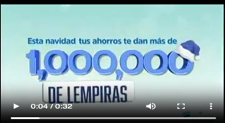 Esta navidad tus ahorros te dan más de
1,000,000
DE LEMPIRAS
0:04 / 0:32